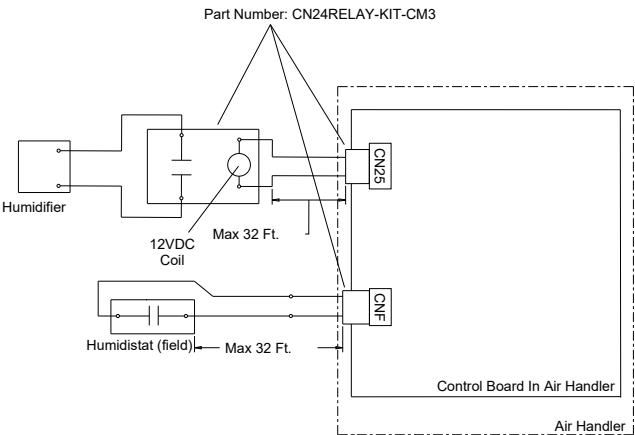 Part Number: CN24RELAY-KIT-CM3
CN25
Humidifier
12VDC
Coil
Max 32 Ft.
CNF
Humidistat (field)
Max 32 Ft.
Control Board In Air Handler
Air Handler